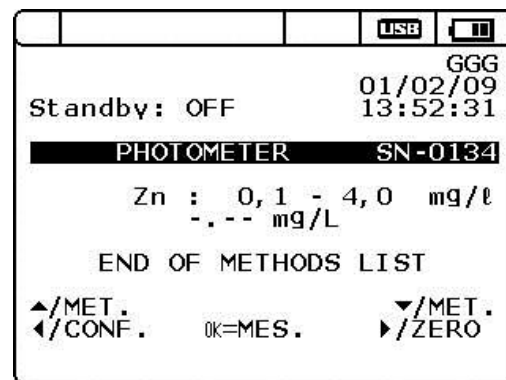 USB
GGG
01/02/09
Standby: OFF 13:52:31
PHOTOMETER SN-0134
Zn : 0,1 - 4,0 mg/ℓ
-.-- mg/L
END OF METHODS LIST
▲/MET. ▼/MET.
◀/CONF. OK=MES. ▶/ZERO